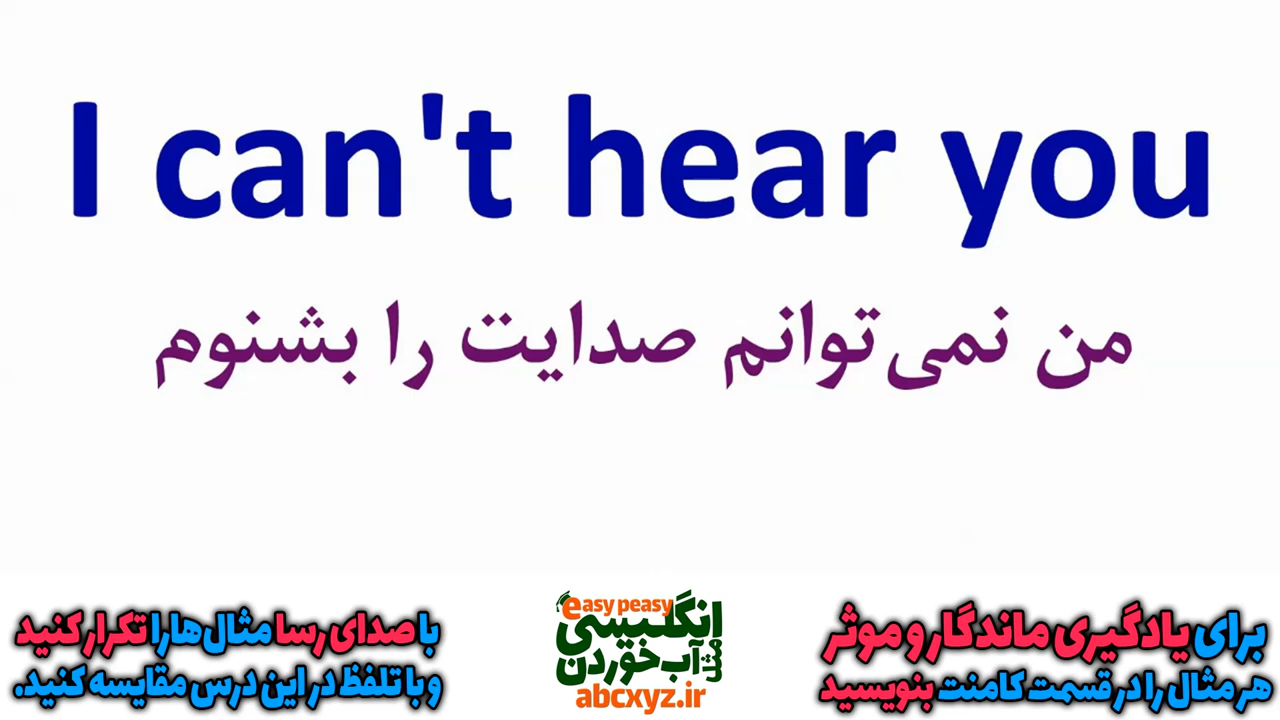 I can't hear you
من نمی‌توانم صدایت را بشنوم
برای یادگیری ماندگار و موثر
هر مثال را در قسمت کامنت بنویسید
easy peasy
انگلیسی
مثل
آب خوردن
abcxyz.ir
با صدای رسا مثال‌ها را تکرار کنید
و با تلفظ در این درس مقایسه کنید.